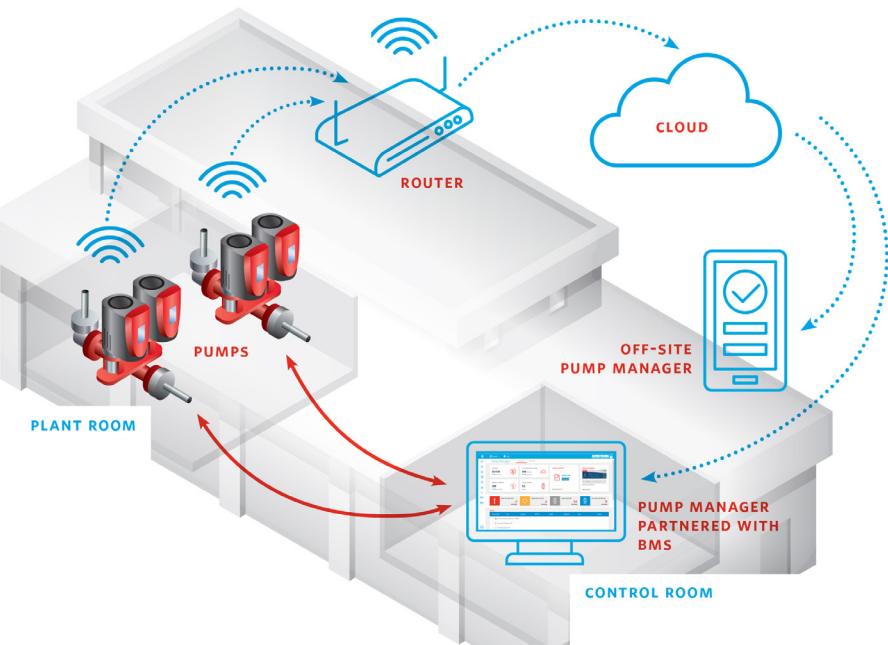 CLOUD
ROUTER
PUMPS
OFF-SITE
PUMP MANAGER
PLANT ROOM
PUMP MANAGER
PARTNERED WITH
BMS
CONTROL ROOM